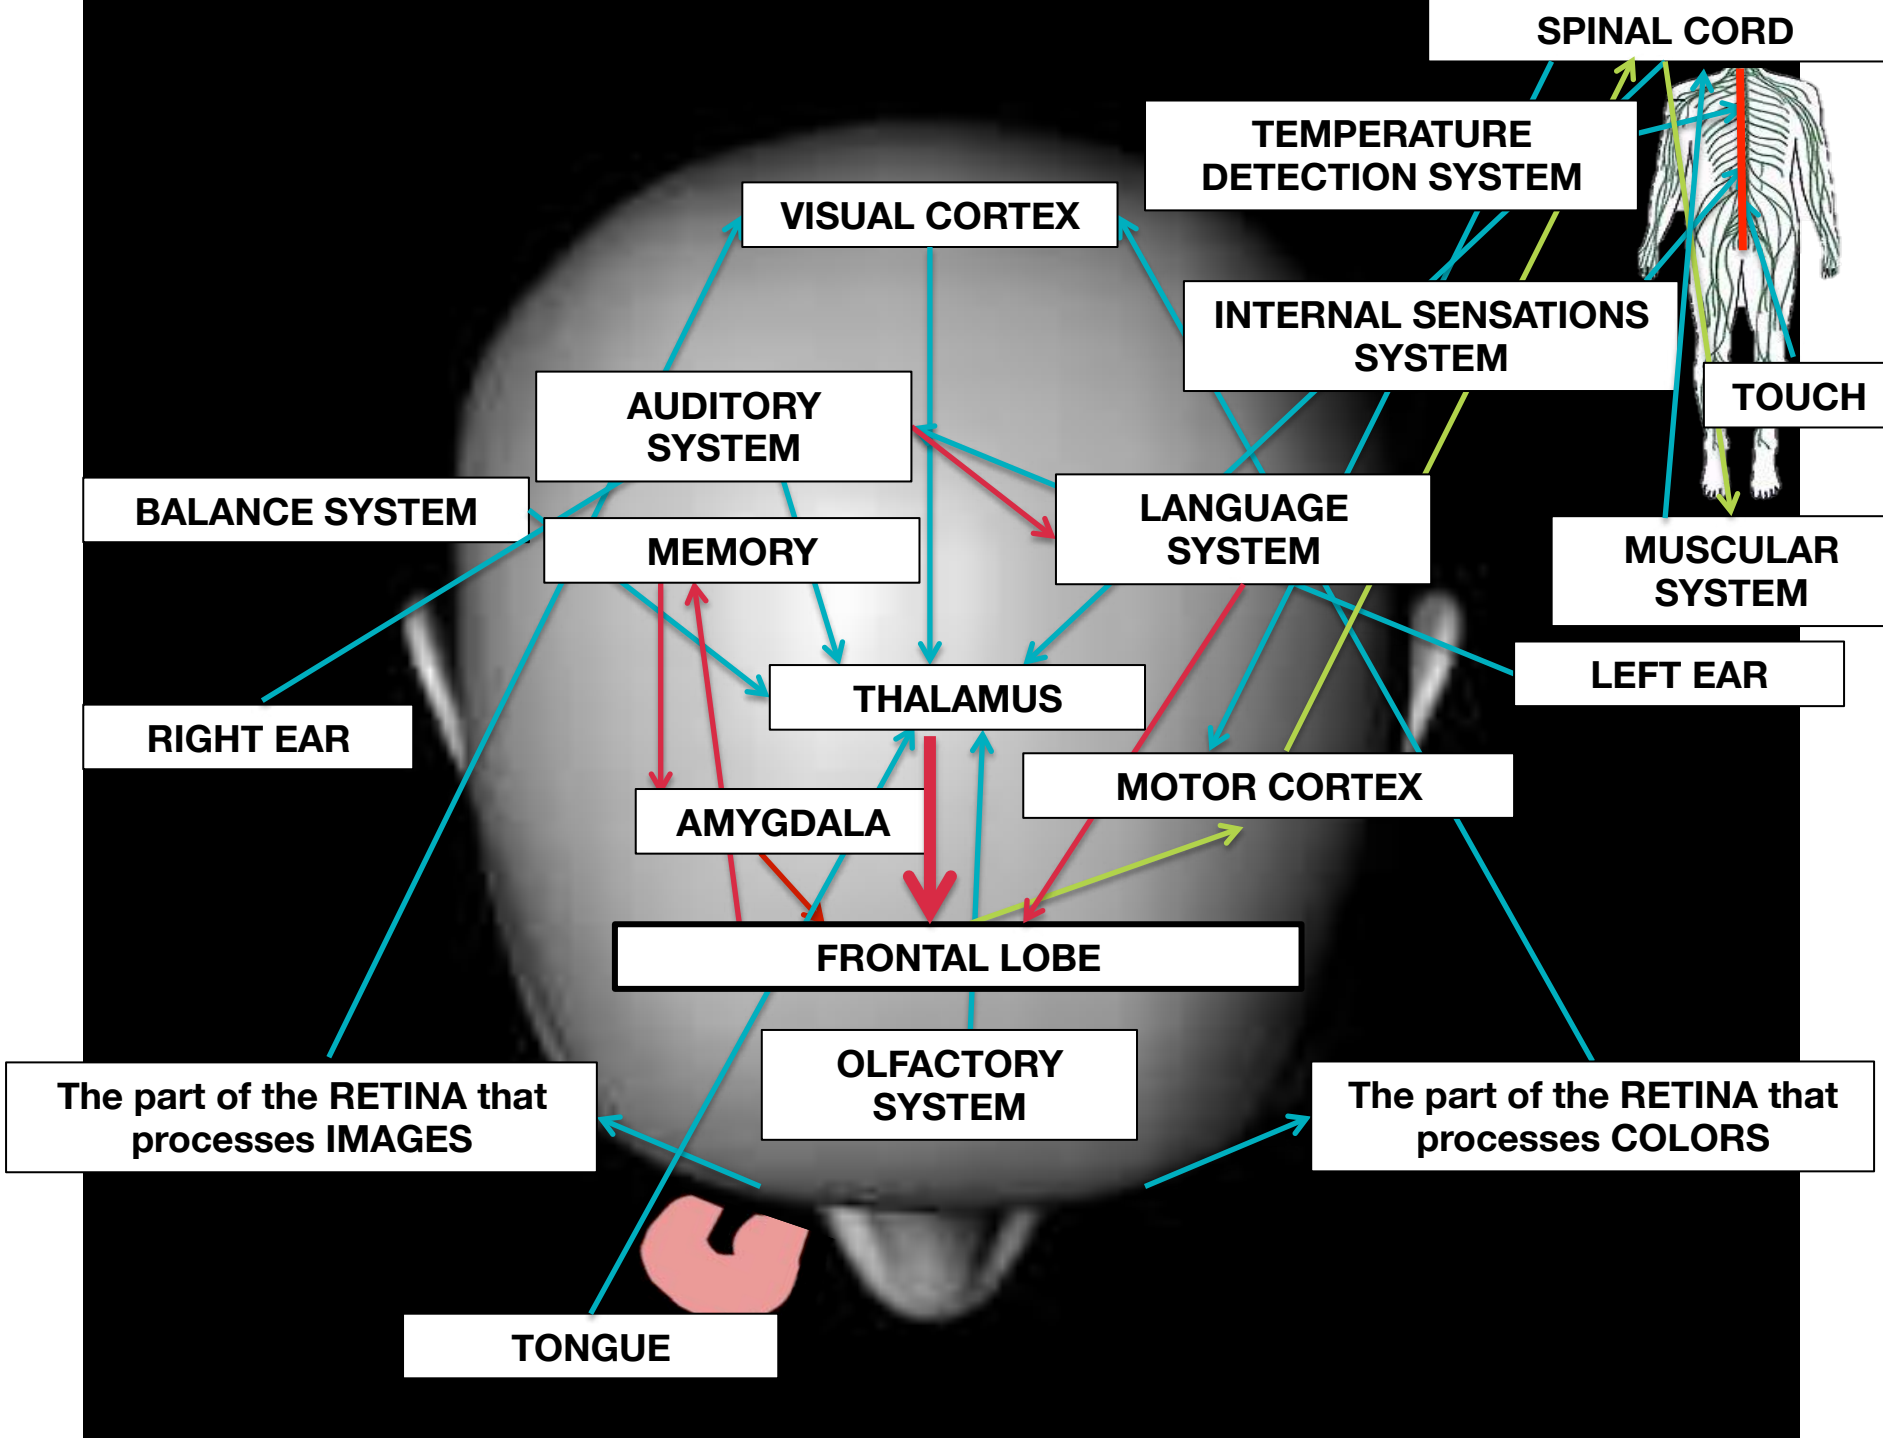 SPINAL CORD
TEMPERATURE
DETECTION SYSTEM
VISUAL CORTEX
INTERNAL SENSATIONS
SYSTEM
TOUCH
AUDITORY
SYSTEM
BALANCE SYSTEM
LANGUAGE
SYSTEM
MEMORY
MUSCULAR
SYSTEM
LEFT EAR
THALAMUS
RIGHT EAR
MOTOR CORTEX
AMYGDALA
FRONTAL LOBE
OLFACTORY
SYSTEM
The part of the RETINA that
processes IMAGES
The part of the RETINA that
processes COLORS
TONGUE